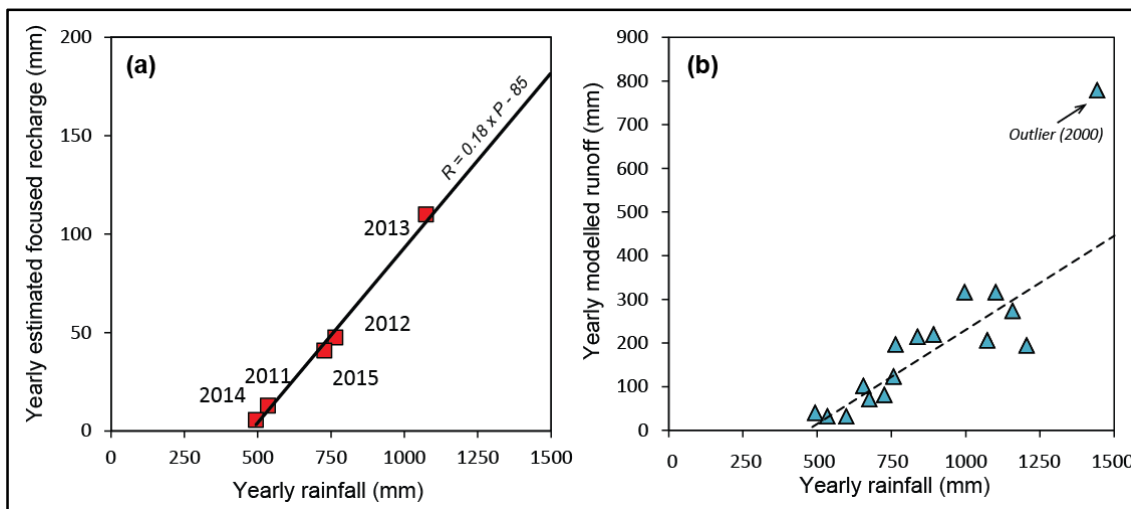 (a)
Yearly estimated focused recharge (mm)
200
150
100
50
0
R = 0.18 x P - 85
2013
2012
2015
2011
2014
0 250 500 750 1000 1250 1500
Yearly rainfall (mm)
(b)
Yearly modelled runoff (mm)
900
800
700
600
500
400
300
200
100
0
Outlier (2000)
0 250 500 750 1000 1250 1500
Yearly rainfall (mm)